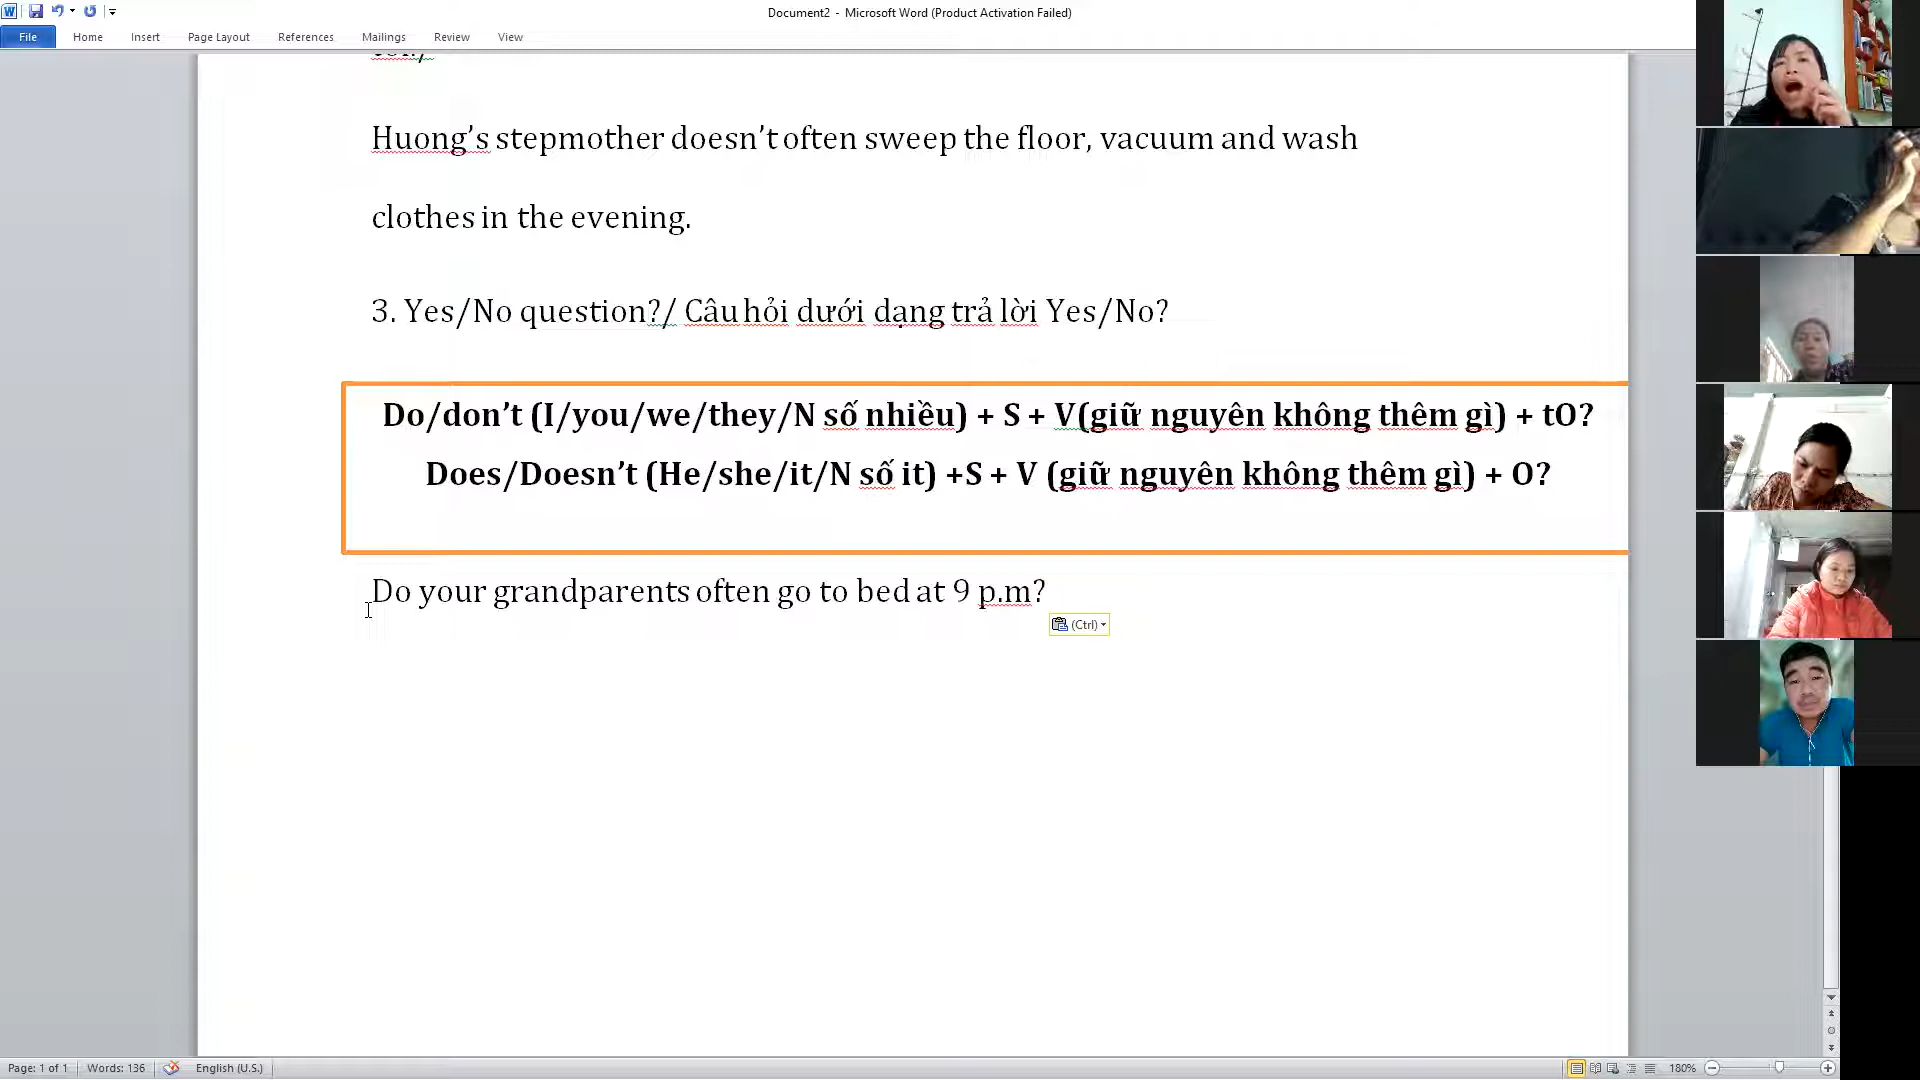 Document2 - Microsoft Word (Product Activation Failed)
File Home Insert Page Layout References Mailings Review View
Huong's stepmother doesn't often sweep the floor, vacuum and wash
clothes in the evening.
3. Yes/No question?/ Câu hỏi dưới dạng trả lời Yes/No?
Do/don't (I/you/we/they/N số nhiều) + S + V(giữ nguyên không thêm gì) + tO?
Does/Doesn't (He/she/it/N số it) +S + V (giữ nguyên không thêm gì) + O?
Do your grandparents often go to bed at 9 p.m?
(Ctrl)
Page: 1 of 1 Words: 136 English (U.S.) 180%